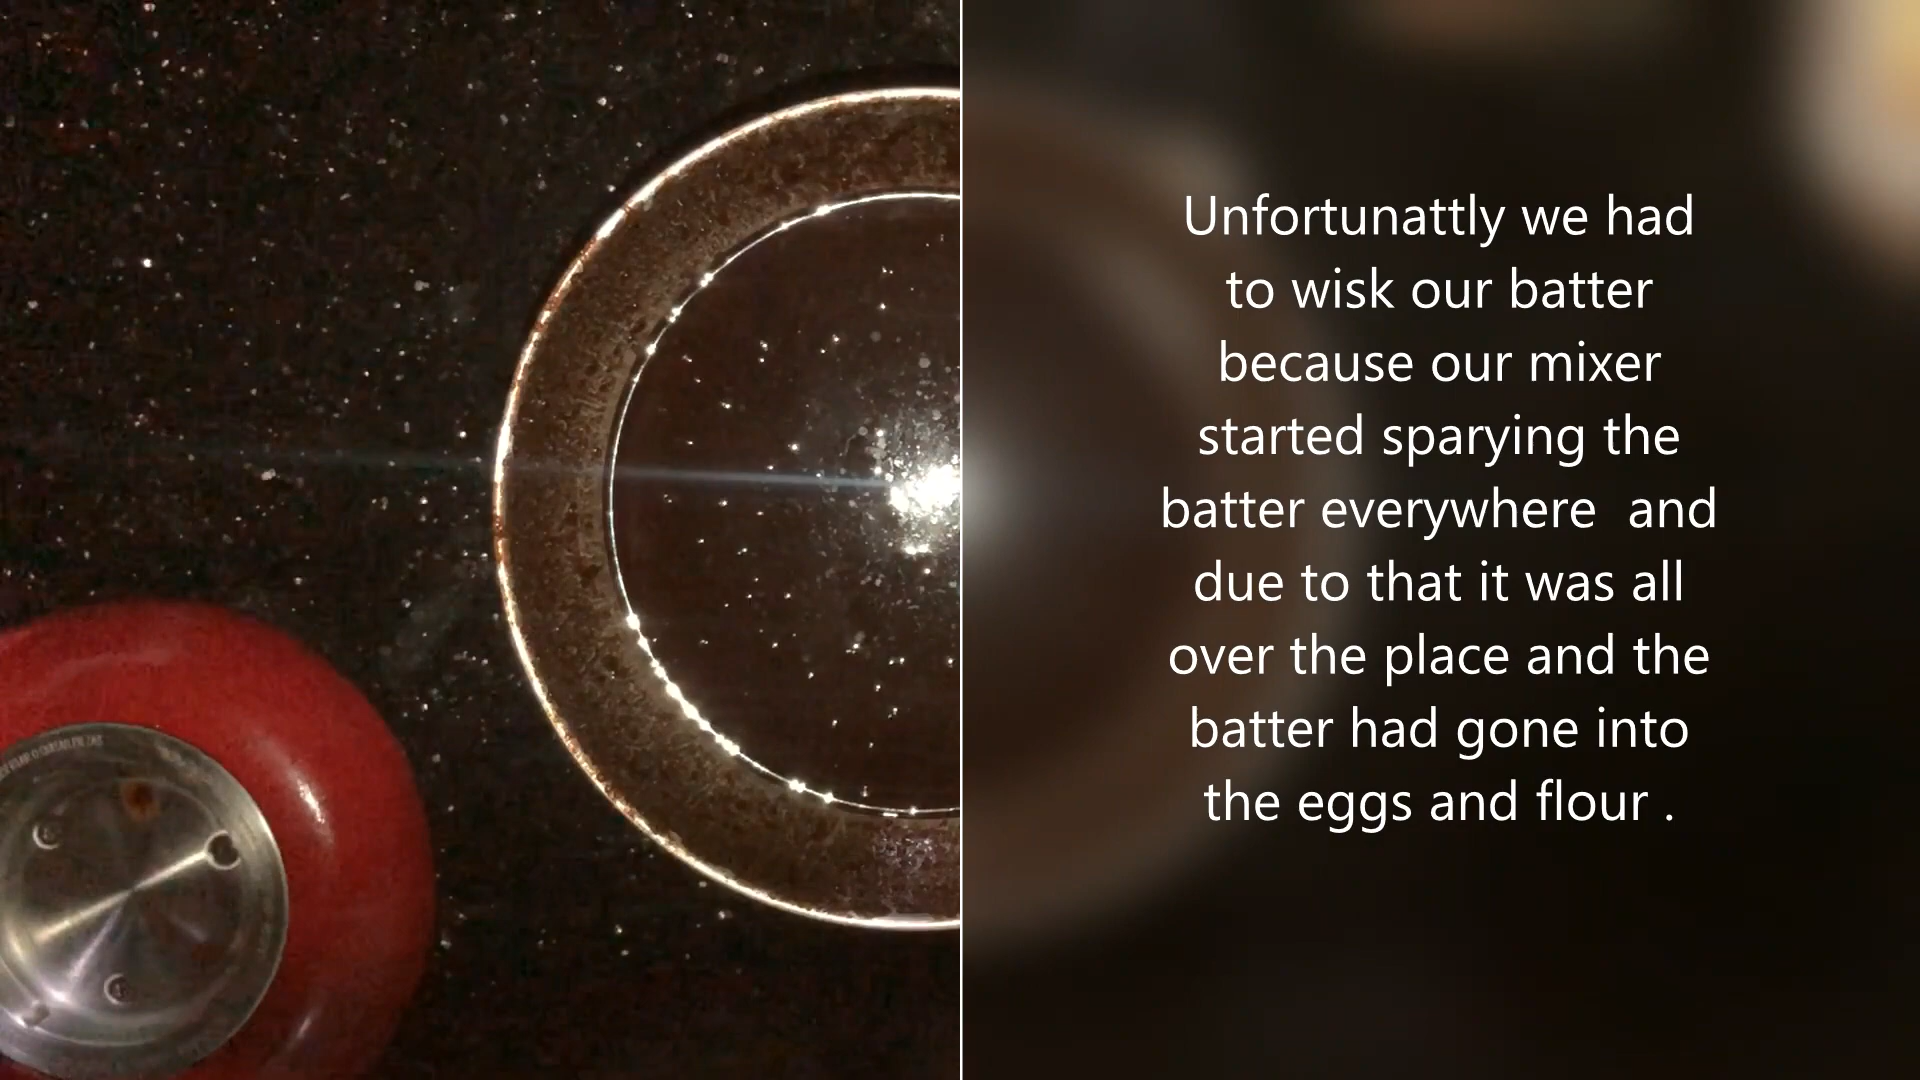 Unfortunattly we had
to wisk our batter
because our mixer
started sparying the
batter everywhere  and
due to that it was all
over the place and the
batter had gone into
the eggs and flour .